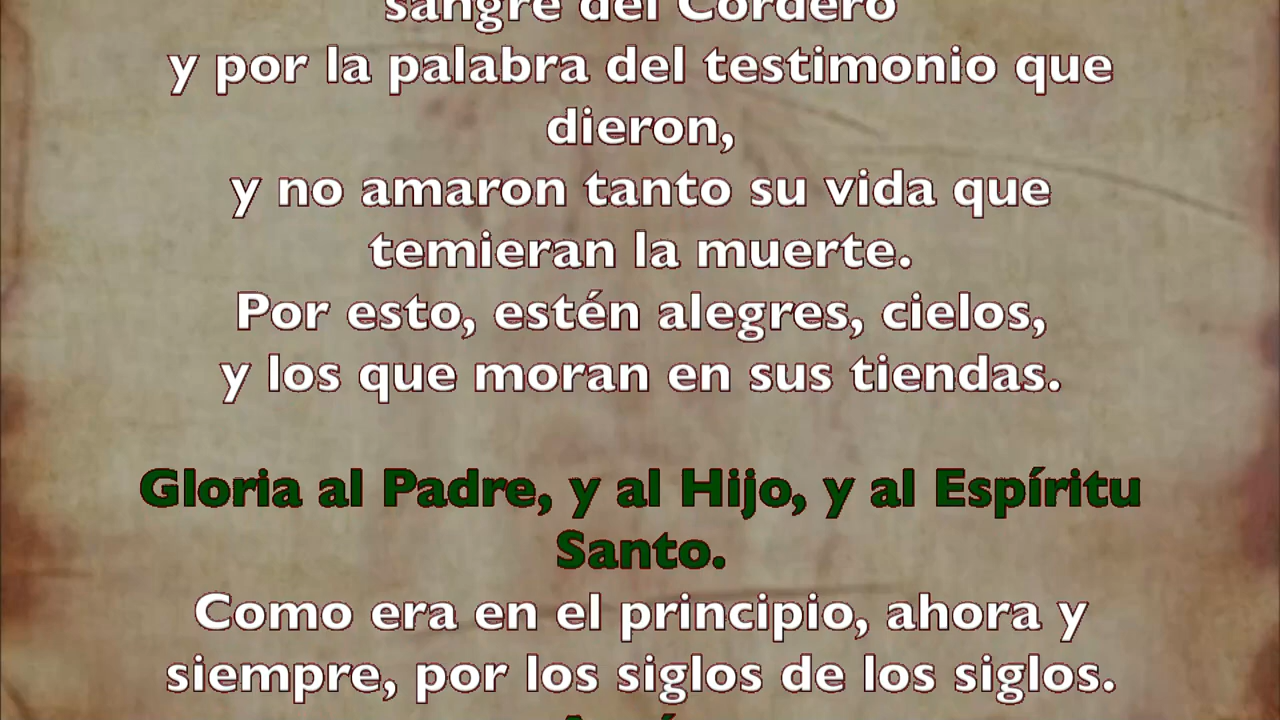 sangre del Cordero
y por la palabra del testimonio que
dieron,
y no amaron tanto su vida que
temieran la muerte.
Por esto, estén alegres, cielos,
y los que moran en sus tiendas.
Gloria al Padre, y al Hijo, y al Espíritu
Santo.
Como era en el principio, ahora y
siempre, por los siglos de los siglos.